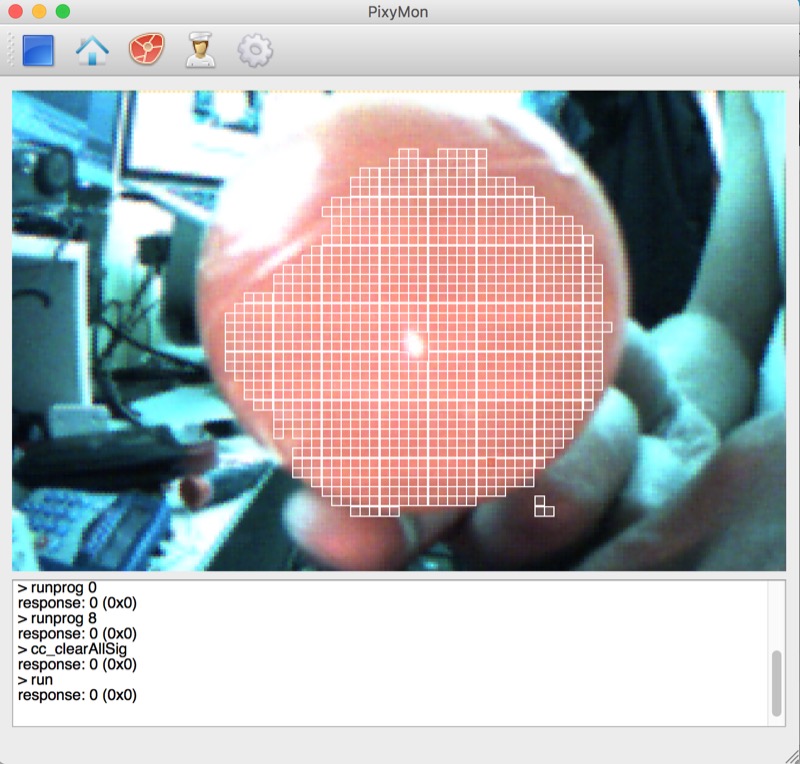 PixyMon
> runprog 0
response: 0 (0x0)
> runprog 8
response: 0 (0x0)
> cc_clearAllSig
response: 0 (0x0)
> run
response: 0 (0x0)